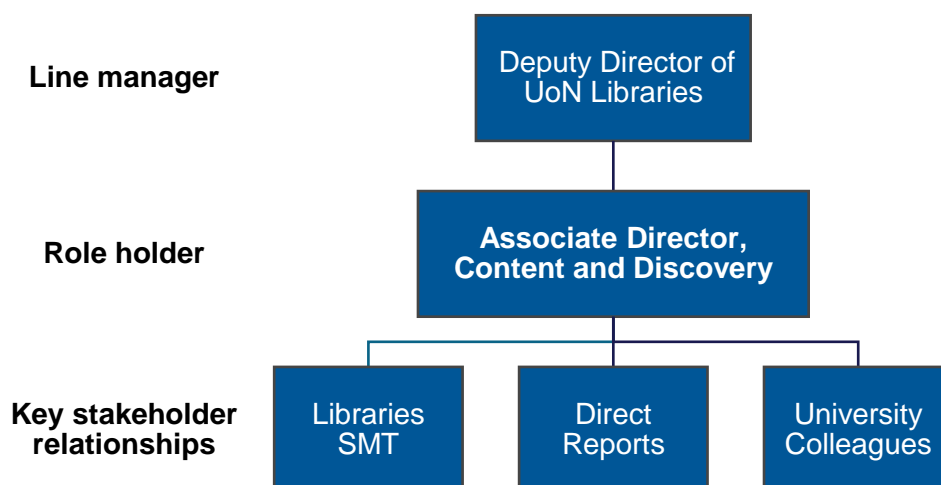 Line manager
Deputy Director of
UoN Libraries
Role holder
Associate Director,
Content and Discovery
Key stakeholder
relationships
Libraries
SMT
Direct
Reports
University
Colleagues